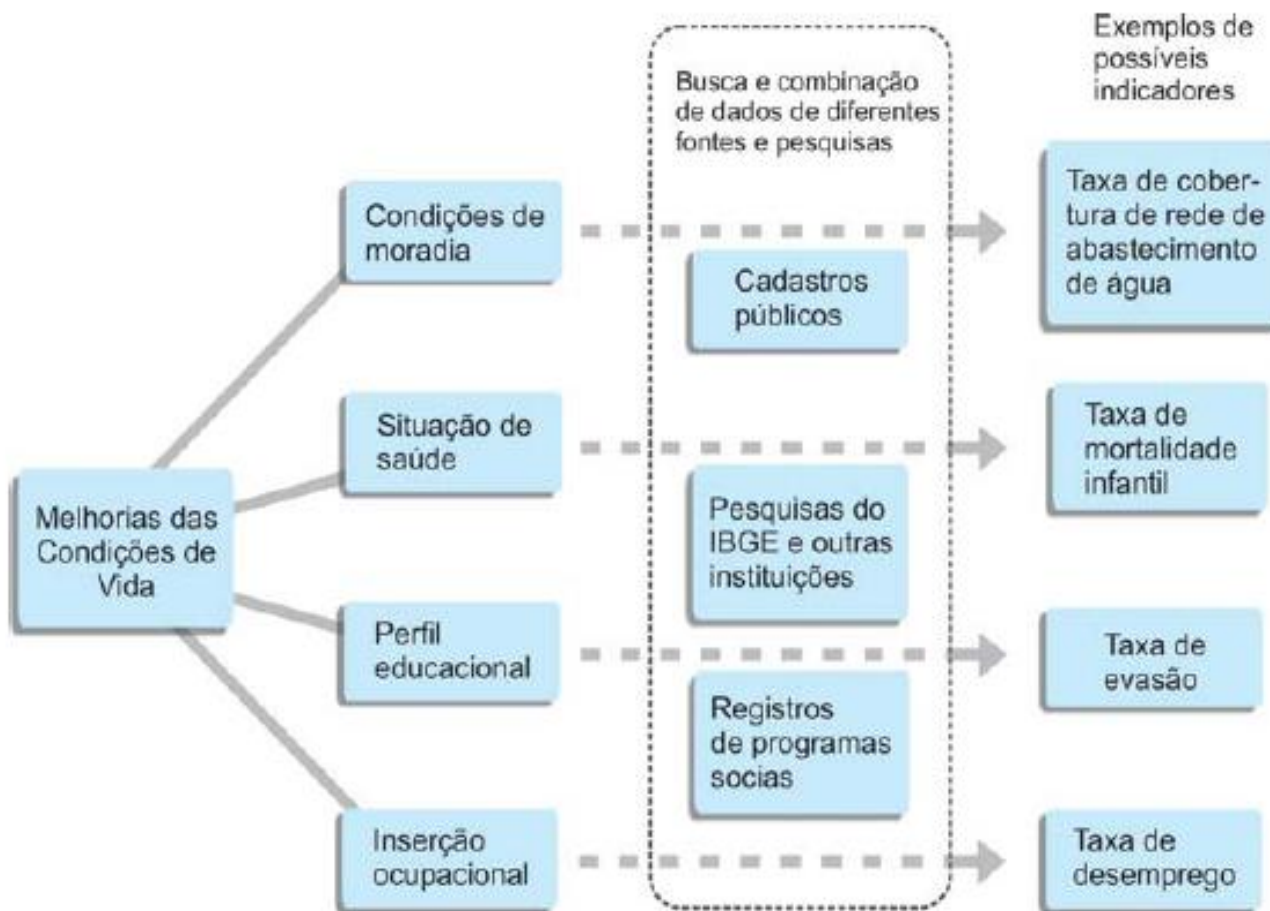 Exemplos de
possíveis
indicadores
Busca e combinação
de dados de diferentes
fontes e pesquisas
Condições de
moradia
Cadastros
públicos
Taxa de cober-
tura de rede de
abastecimento
de água
Situação de
saúde
Taxa de
mortalidade
infantil
Melhorias das
Condições de
Vida
Pesquisas do
IBGE e outras
instituições
Perfil
educacional
Taxa de
evasão
Registros
de programas
socias
Inserção
ocupacional
Taxa de
desemprego